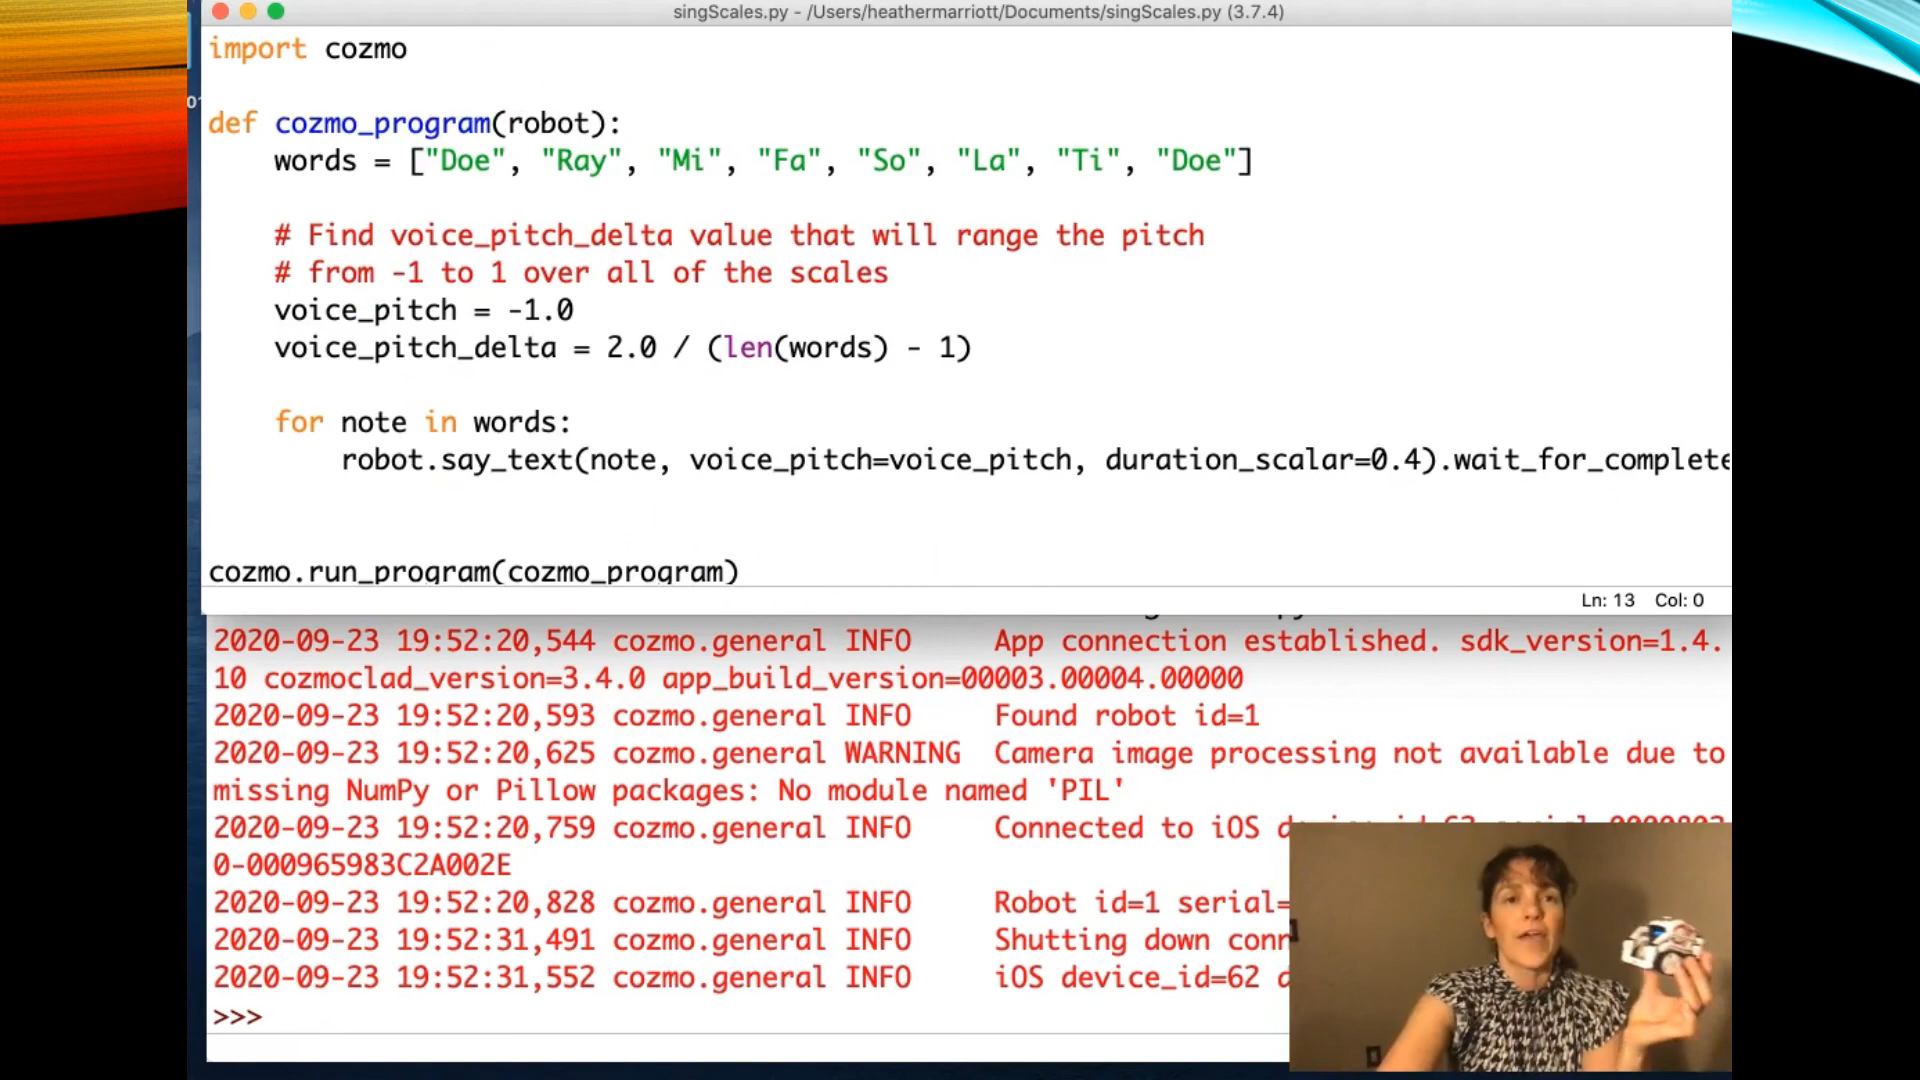 singScales.py - /Users/heathermarriott/Documents/singScales.py (3.7.4)
import cozmo
def cozmo_program(robot):
words = ["Doe", "Ray", "Mi", "Fa", "So", "La", "Ti", "Doe"]
# Find voice_pitch_delta value that will range the pitch
# from -1 to 1 over all of the scales
voice_pitch = -1.0
voice_pitch_delta = 2.0 / (len(words) - 1)
for note in words:
robot.say_text(note, voice_pitch=voice_pitch, duration_scalar=0.4).wait_for_complete
cozmo.run_program(cozmo_program)
Ln: 13 Col: 0
2020-09-23 19:52:20,544 cozmo.general INFO App connection established. sdk_version=1.4.
10 cozmoclad_version=3.4.0 app_build_version=00003.00004.00000
2020-09-23 19:52:20,593 cozmo.general INFO Found robot id=1
2020-09-23 19:52:20,625 cozmo.general WARNING Camera image processing not available due to
missing NumPy or Pillow packages: No module named 'PIL'
2020-09-23 19:52:20,759 cozmo.general INFO Connected to iOS
0-000965983C2A002E
2020-09-23 19:52:20,828 cozmo.general INFO Robot id=1 serial=
2020-09-23 19:52:31,491 cozmo.general INFO Shutting down conn
2020-09-23 19:52:31,552 cozmo.general INFO iOS device_id=62 d
>>>